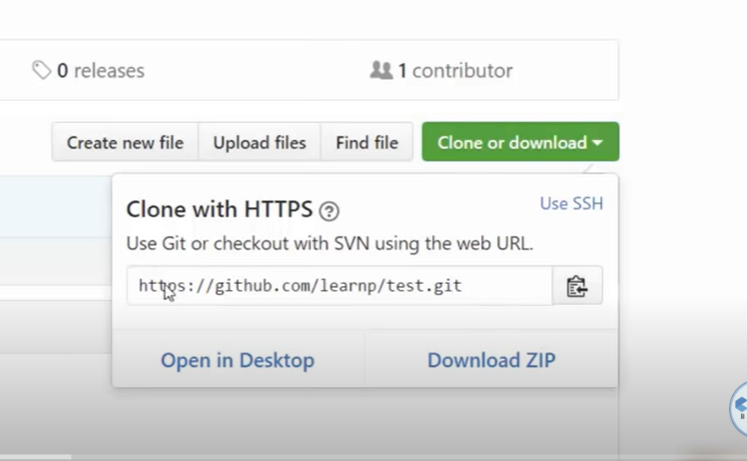 0 releases
1 contributor
Create new file
Upload files
Find file
Clone or download
Clone with HTTPS ?
Use SSH
Use Git or checkout with SVN using the web URL.
https://github.com/learnp/test.git
Open in Desktop
Download ZIP